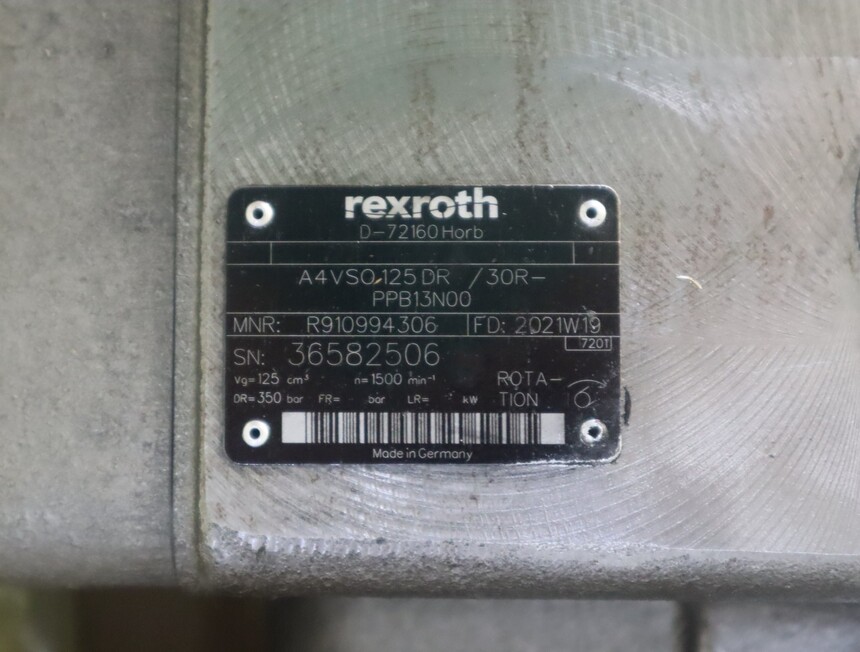 rexroth
D-72160 Horb
A4VSO 125 DR /30R-
PPB13N00
MNR: R910994306 FD: 2021W19
7201
SN: 36582506
Vg=125 cm³ n=1500 min⁻¹ ROTA-
DR=350 bar FR= bar LR= kW TION
Made in Germany